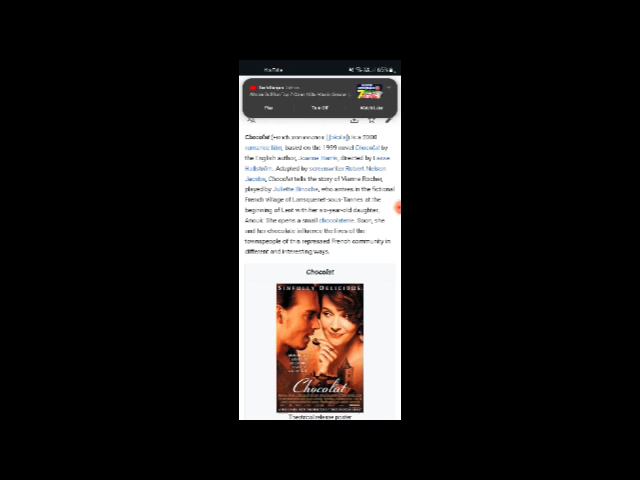 YouTube
65%
Play
Turn Off
Chocolat (French pronunciation: [ʃɔkɔla]) is a 2000
romance film, based on the 1999 novel Chocolat by
the English author, Joanne Harris, directed by Lasse
Hallström. Adapted by screenwriter Robert Nelson
Jacobs, Chocolat tells the story of Vianne Rocher,
played by Juliette Binoche, who arrives in the fictional
French village of Lansquenet-sous-Tannes at the
beginning of Lent with her six-year-old daughter,
Anouk. She opens a small chocolaterie. Soon, she
and her chocolate influence the lives of the
townspeople of this repressed French community in
different and interesting ways.
Chocolat
SINFULLY DELICIOUS.
Chocolat
Theatrical release poster